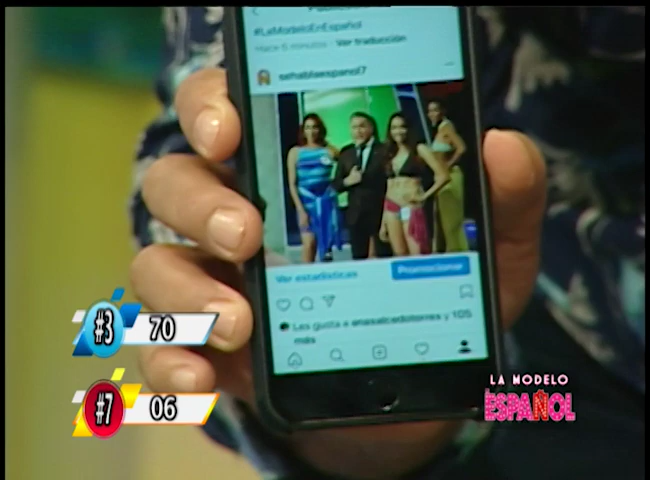 #LaModeloEnEspañol
Hace 5 minutos · Ver traducción
sehablaespanol7
Ver estadísticas
Promocionar
Les gusta a anasalcedotorres y 105
más
#3 70
#7 06
LA MODELO
ESPAÑOL